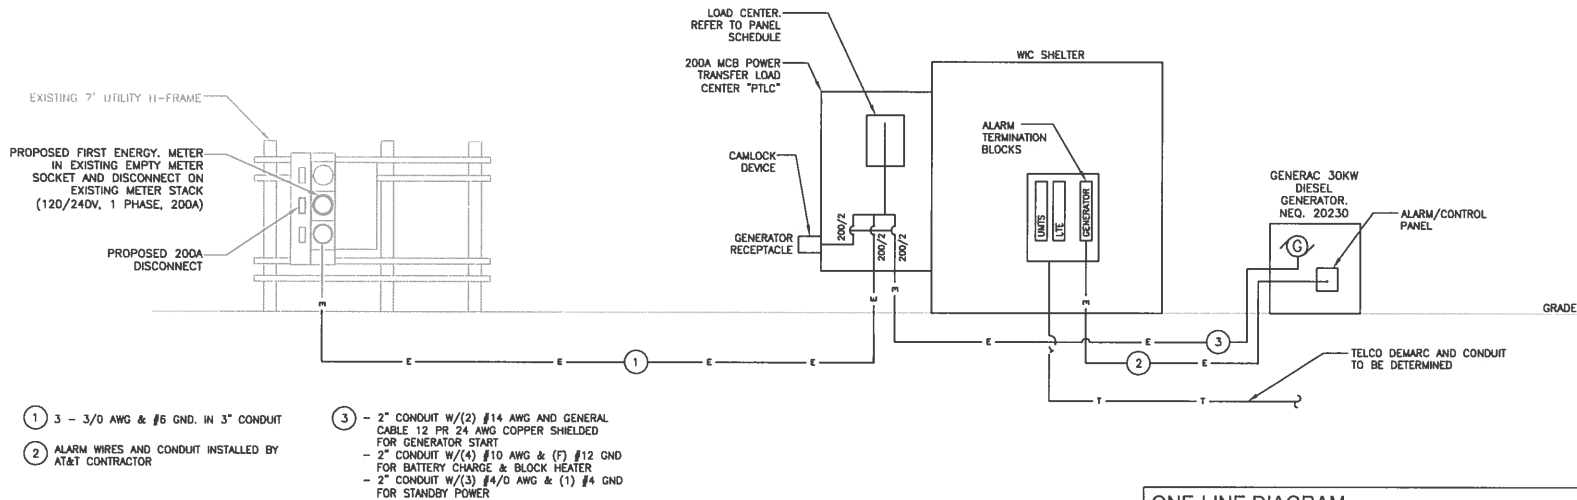 LOAD CENTER.
REFER TO PANEL
SCHEDULE
200A MCB POWER
TRANSFER LOAD
CENTER "PTLC"
WIC SHELTER
EXISTING 7' UTILITY H-FRAME
PROPOSED FIRST ENERGY. METER
IN EXISTING EMPTY METER
SOCKET AND DISCONNECT ON
EXISTING METER STACK
(120/240V, 1 PHASE, 200A)
PROPOSED 200A
DISCONNECT
CAMLOCK
DEVICE
GENERATOR
RECEPTACLE
200/2
200/2
200/2
ALARM
TERMINATION
BLOCKS
UMTS
LTE
GENERATOR
GENERAC 30KW
DIESEL
GENERATOR.
NEQ. 20230
ALARM/CONTROL
PANEL
G
GRADE
E
E
E
E
E
E
1
E
E
E
E
3
E
2
E
T
T
T
TELCO DEMARC AND CONDUIT
TO BE DETERMINED
1 3 - 3/0 AWG & #6 GND. IN 3" CONDUIT
2 ALARM WIRES AND CONDUIT INSTALLED BY
AT&T CONTRACTOR
3 - 2" CONDUIT W/(2) #14 AWG AND GENERAL
CABLE 12 PR 24 AWG COPPER SHIELDED
FOR GENERATOR START
- 2" CONDUIT W/(4) #10 AWG & (F) #12 GND
FOR BATTERY CHARGE & BLOCK HEATER
- 2" CONDUIT W/(3) #4/0 AWG & (1) #4 GND
FOR STANDBY POWER
ONE LINE DIAGRAM